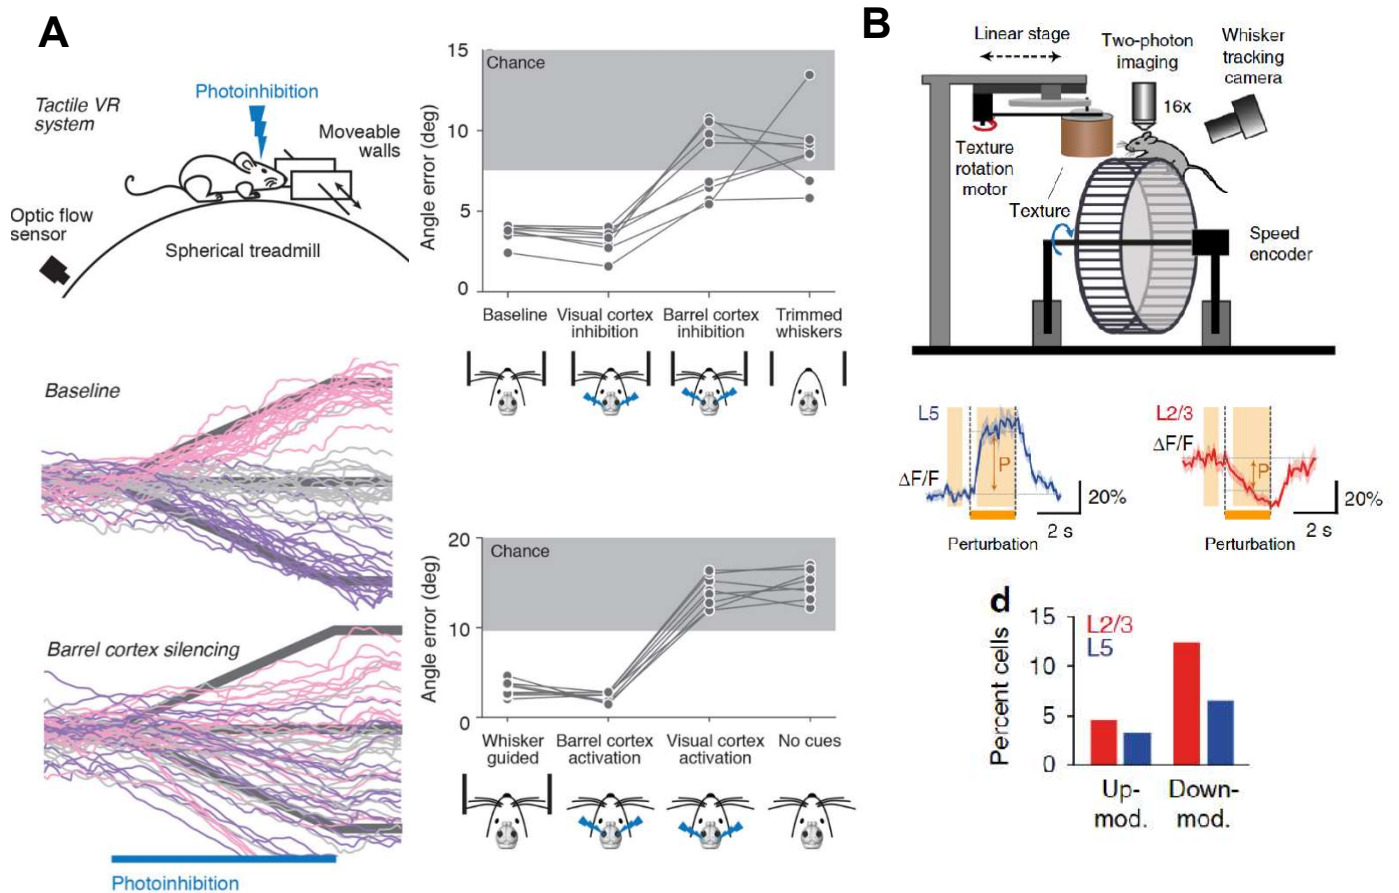 A
Tactile VR
system
Photoinhibition
Moveable
walls
Optic flow
sensor
Spherical treadmill
15
10
5
0
Angle error (deg)
Chance
Baseline
Visual cortex
inhibition
Barrel cortex
inhibition
Trimmed
whiskers
Baseline
Barrel cortex silencing
Photoinhibition
20
10
0
Angle error (deg)
Chance
Whisker
guided
Barrel cortex
activation
Visual cortex
activation
No cues
B
Linear stage
Two-photon
imaging
Whisker
tracking
camera
16x
Texture
rotation
motor
Texture
Speed
encoder
L5
ΔF/F
P
20%
2 s
Perturbation
L2/3
ΔF/F
P
20%
2 s
Perturbation
d
15
10
5
0
Percent cells
L2/3
L5
Up-
mod.
Down-
mod.